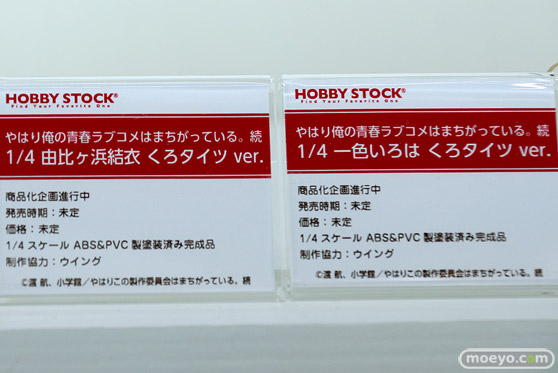 HOBBY STOCK®
Find Your Favorite One
やはり俺の青春ラブコメはまちがっている。続
1/4 由比ヶ浜結衣 くろタイツ ver.
商品化企画進行中
発売時期：未定
価格：未定
1/4 スケール ABS&PVC 製塗装済み完成品
制作協力：ウイング
©渡 航、小学館／やはりこの製作委員会はまちがっている。続
HOBBY STOCK®
Find Your Favorite One
やはり俺の青春ラブコメはまちがっている。続
1/4 一色いろは くろタイツ ver.
商品化企画進行中
発売時期：未定
価格：未定
1/4 スケール ABS&PVC 製塗装済み完成品
制作協力：ウイング
©渡 航、小学館／やはりこの製作委員会はまちがっている。続
moeyo.com